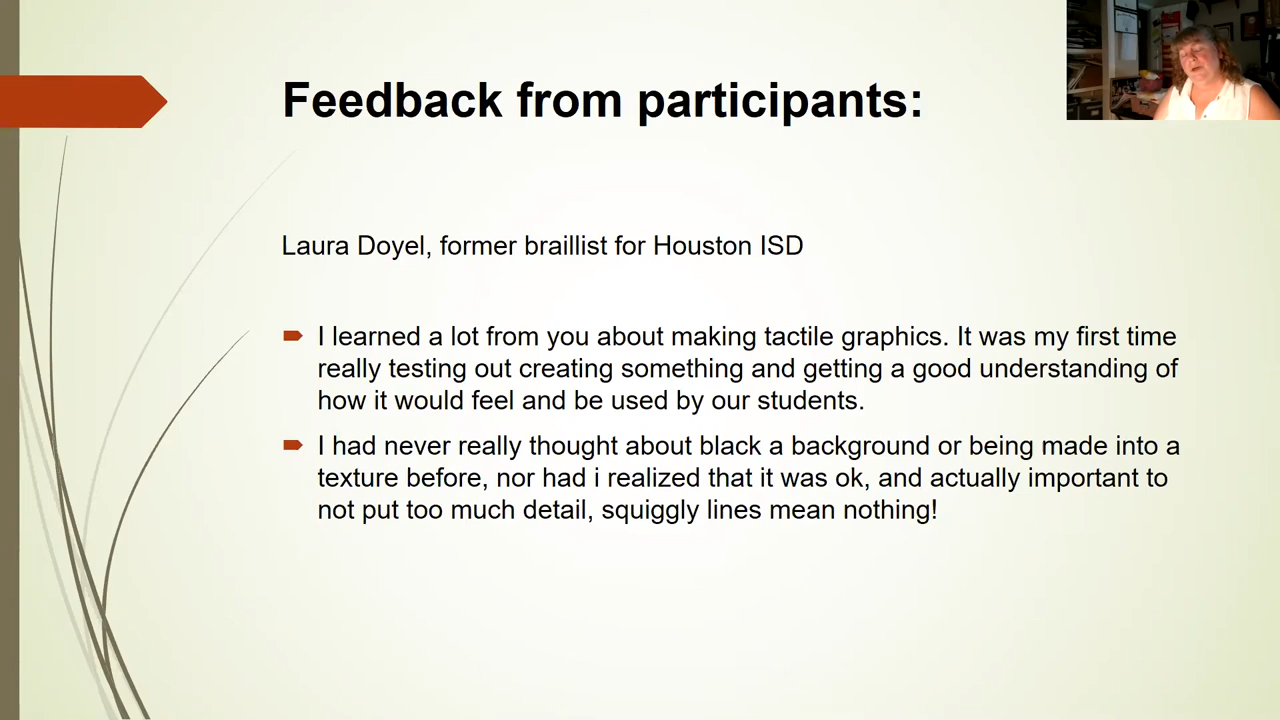 Feedback from participants:
Laura Doyel, former braillist for Houston ISD
I learned a lot from you about making tactile graphics. It was my first time
really testing out creating something and getting a good understanding of
how it would feel and be used by our students.
I had never really thought about black a background or being made into a
texture before, nor had i realized that it was ok, and actually important to
not put too much detail, squiggly lines mean nothing!